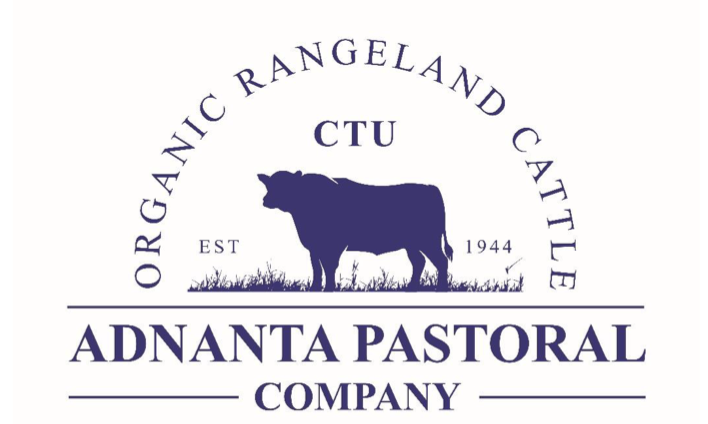 ORGANIC RANGELAND CATTLE
CTU
EST 1944
ADNANTA PASTORAL
COMPANY